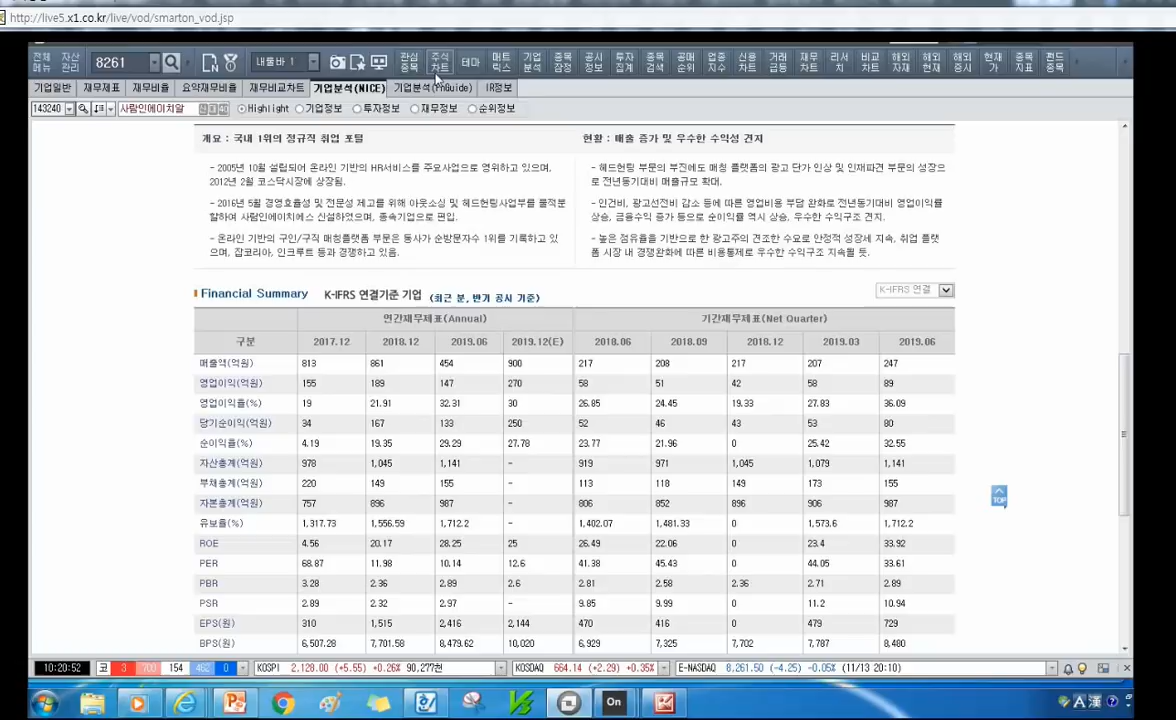 http://live5.x1.co.kr/live/vod/smarton_vod.jsp
전체 메뉴 자산 관리 8261 내툴바 1 관심 종목 주식 차트 테마 매트 릭스 기업 분석 종목 잠정 공시 정보 투자 집계 종목 검색 공매 순위 업종 지수 신용 차트 거래 금융 재무 차트 리서 치 비교 차트 해외 자재 해외 현재 해외 증시 현재 가 종목 지표 펀드 종목
기업일반 재무제표 재무비율 요약재무비율 재무비교차트 기업분석(NICE) 기업분석(FnGuide) IR정보
143240 사람인에이치알 Highlight 기업정보 투자정보 재무정보 순위정보
개요 : 국내 1위의 정규직 취업 포털
- 2005년 10월 설립되어 온라인 기반의 HR서비스를 주요사업으로 영위하고 있으며,
2012년 2월 코스닥시장에 상장됨.
- 2016년 5월 경영효율성 및 전문성 제고를 위해 아웃소싱 및 헤드헌팅사업부를 물적분
할하여 사람인에이치에스 신설하였으며, 종속기업으로 편입.
- 온라인 기반의 구인/구직 매칭플랫폼 부문은 동사가 순방문자수 1위를 기록하고 있
으며, 잡코리아, 인크루트 등과 경쟁하고 있음.
현황 : 매출 증가 및 우수한 수익성 견지
- 헤드헌팅 부문의 부진에도 매칭 플랫폼의 광고 단가 인상 및 인재파견 부문의 성장으
로 전년동기대비 매출규모 확대.
- 인건비, 광고선전비 감소 등에 따른 영업비용 부담 완화로 전년동기대비 영업이익률
상승, 금융수익 증가 등으로 순이익률 역시 상승, 우수한 수익구조 견지.
- 높은 점유율을 기반으로 한 광고주의 견조한 수요로 안정적 성장세 지속, 취업 플랫
폼 시장 내 경쟁완화에 따른 비용통제로 우수한 수익구조 지속될 듯.
Financial Summary K-IFRS 연결기준 기업 (최근 분, 반기 공시 기준) K-IFRS 연결
연간재무제표(Annual) 기간재무제표(Net Quarter)
구분 2017.12 2018.12 2019.06 2019.12(E) 2018.06 2018.09 2018.12 2019.03 2019.06
매출액(억원) 813 861 454 900 217 208 217 207 247
영업이익(억원) 155 189 147 270 58 51 42 58 89
영업이익률(%) 19 21.91 32.31 30 26.85 24.45 19.33 27.83 36.09
당기순이익(억원) 34 167 133 250 52 46 43 53 80
순이익률(%) 4.19 19.35 29.29 27.78 23.77 21.96 0 25.42 32.55
자산총계(억원) 978 1,045 1,141 - 919 971 1,045 1,079 1,141
부채총계(억원) 220 149 155 - 113 118 149 173 155
자본총계(억원) 757 896 987 - 806 852 896 906 987
유보율(%) 1,317.73 1,556.59 1,712.2 - 1,402.07 1,481.33 0 1,573.6 1,712.2
ROE 4.56 20.17 28.25 25 26.49 22.06 0 23.4 33.92
PER 68.87 11.98 10.14 12.6 41.38 45.43 0 44.05 33.61
PBR 3.28 2.36 2.89 2.6 2.81 2.58 2.36 2.71 2.89
PSR 2.89 2.32 2.97 - 9.85 9.99 0 11.2 10.94
EPS(원) 310 1,515 2,416 2,144 470 416 0 479 729
BPS(원) 6,507.28 7,701.58 8,479.62 10,020 6,929 7,325 7,702 7,787 8,480
TOP
10:20:52 코 3 700 154 462 0 KOSPI 2,128.00 (+5.55) +0.26% 90,277천 KOSDAQ 664.14 (+2.29) +0.35% E-NASDAQ 8,261.50 (-4.25) -0.05% (11/13 20:10)
On
A 漢